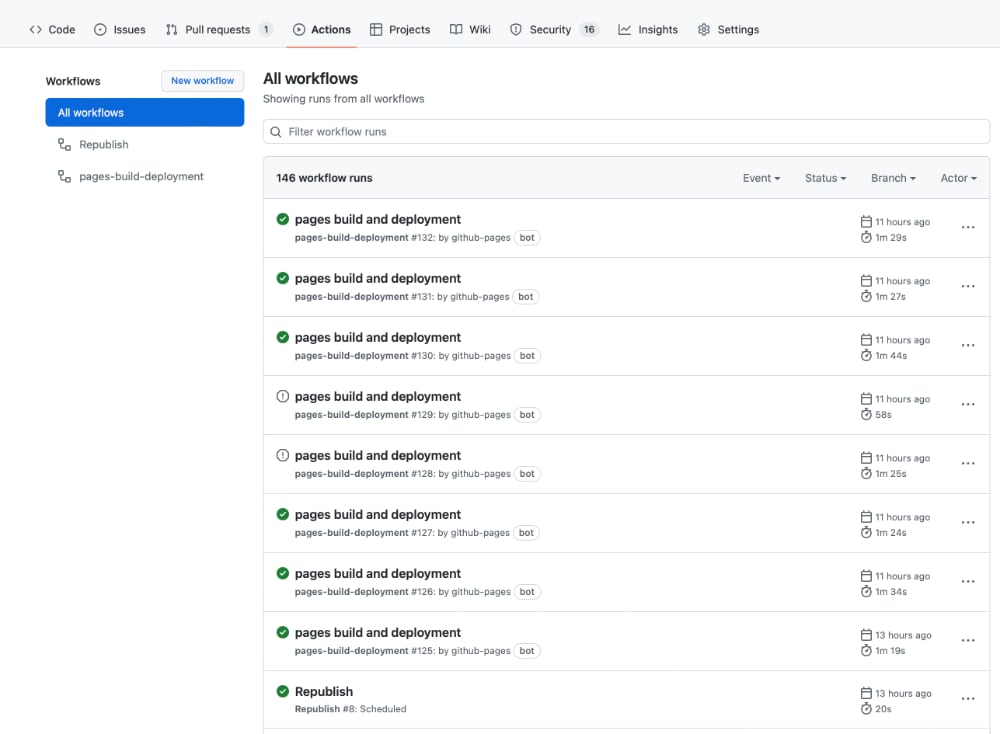 Code Issues Pull requests 1 Actions Projects Wiki Security 16 Insights Settings
Workflows
New workflow
All workflows
Republish
pages-build-deployment
All workflows
Showing runs from all workflows
Filter workflow runs
146 workflow runs Event Status Branch Actor
pages build and deployment
pages-build-deployment #132: by github-pages bot
11 hours ago
1m 29s
pages build and deployment
pages-build-deployment #131: by github-pages bot
11 hours ago
1m 27s
pages build and deployment
pages-build-deployment #130: by github-pages bot
11 hours ago
1m 44s
pages build and deployment
pages-build-deployment #129: by github-pages bot
11 hours ago
58s
pages build and deployment
pages-build-deployment #128: by github-pages bot
11 hours ago
1m 25s
pages build and deployment
pages-build-deployment #127: by github-pages bot
11 hours ago
1m 24s
pages build and deployment
pages-build-deployment #126: by github-pages bot
11 hours ago
1m 34s
pages build and deployment
pages-build-deployment #125: by github-pages bot
13 hours ago
1m 19s
Republish
Republish #8: Scheduled
13 hours ago
20s